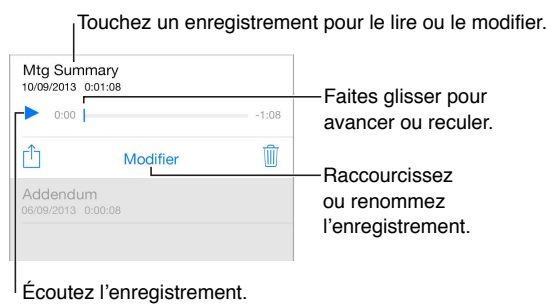 Touchez un enregistrement pour le lire ou le modifier.
Mtg Summary
10/09/2013 0:01:08
0:00 -1:08
Faites glisser pour
avancer ou reculer.
Modifier
Raccourcissez
ou renommez
l'enregistrement.
Addendum
06/09/2013 0:00:08
Écoutez l'enregistrement.